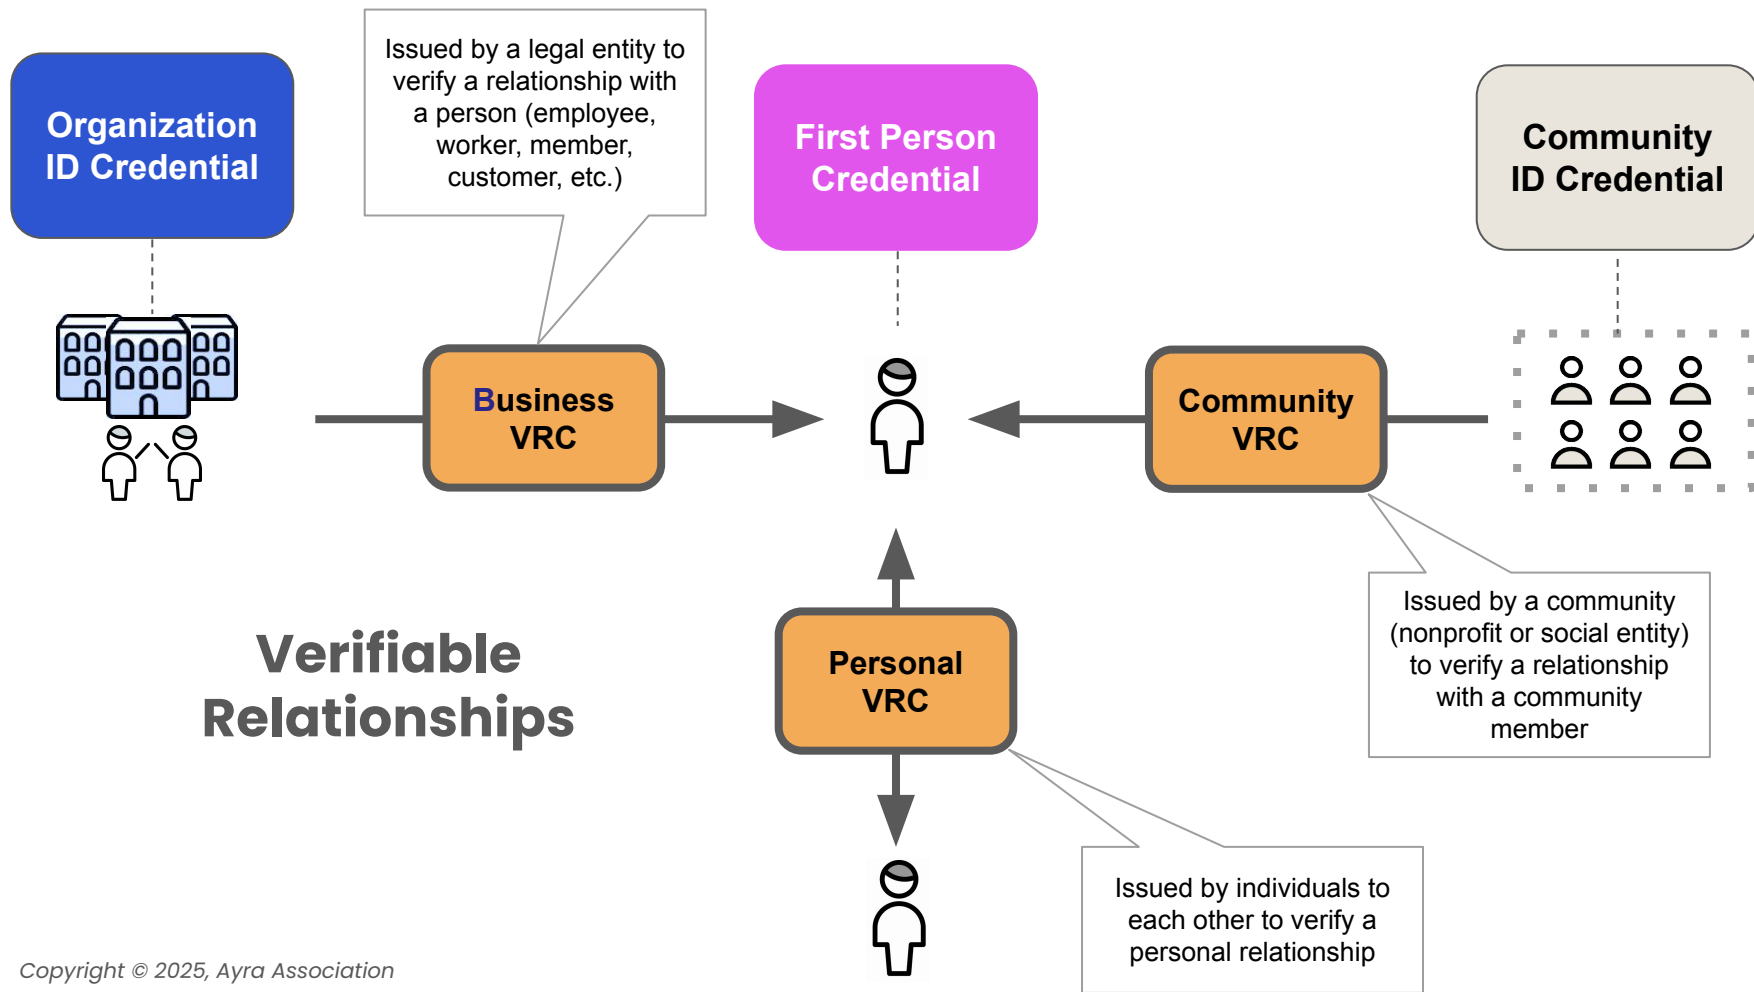 Organization
ID Credential
Issued by a legal entity to
verify a relationship with
a person (employee,
worker, member,
customer, etc.)
First Person
Credential
Community
ID Credential
Business
VRC
Community
VRC
Verifiable
Relationships
Personal
VRC
Issued by a community
(nonprofit or social entity)
to verify a relationship
with a community
member
Issued by individuals to
each other to verify a
personal relationship
Copyright © 2025, Ayra Association